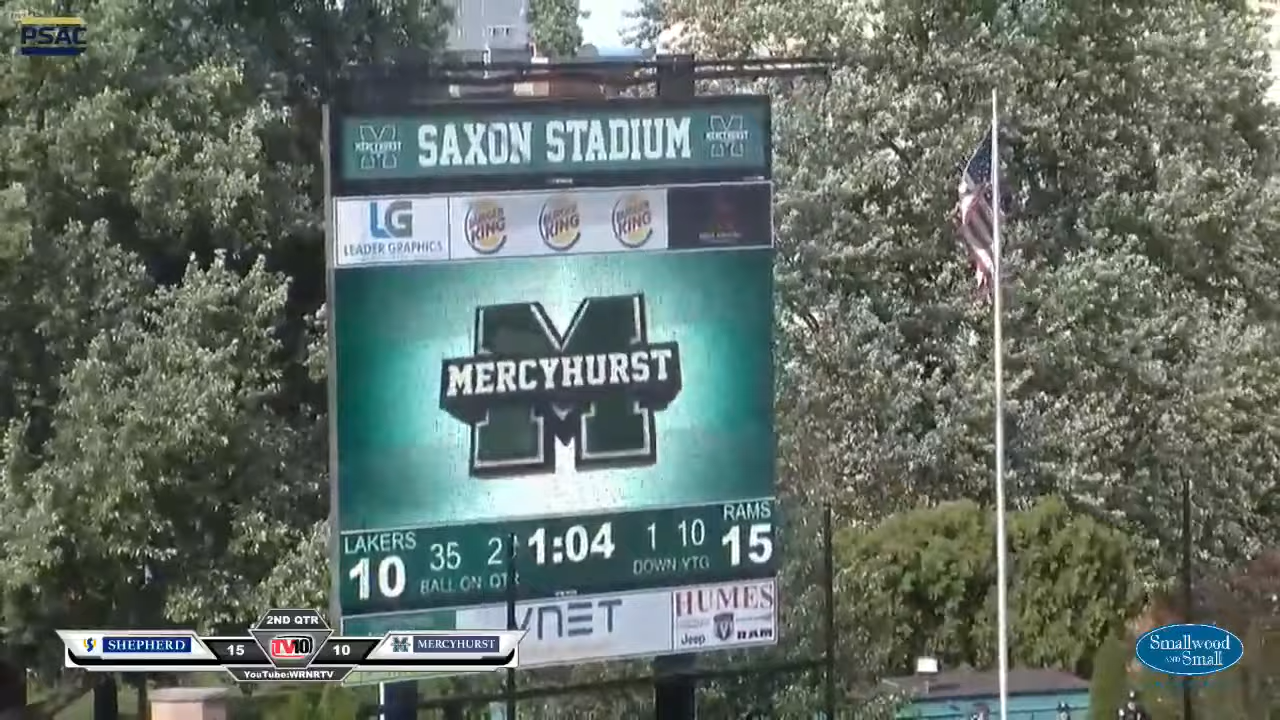 PSAC
MERCYHURST SAXON STADIUM MERCYHURST
LG
LEADER GRAPHICS
BURGER KING BURGER KING BURGER KING
MERCYHURST
LAKERS 35 2 1:04 1 10 RAMS
10 BALL ON QTR DOWN YTG 15
VNET
HUMES
Jeep RAM
2ND QTR
SHEPHERD 15 TV10 10 MERCYHURST
YouTube:WRNRTV
Smallwood
AND Small